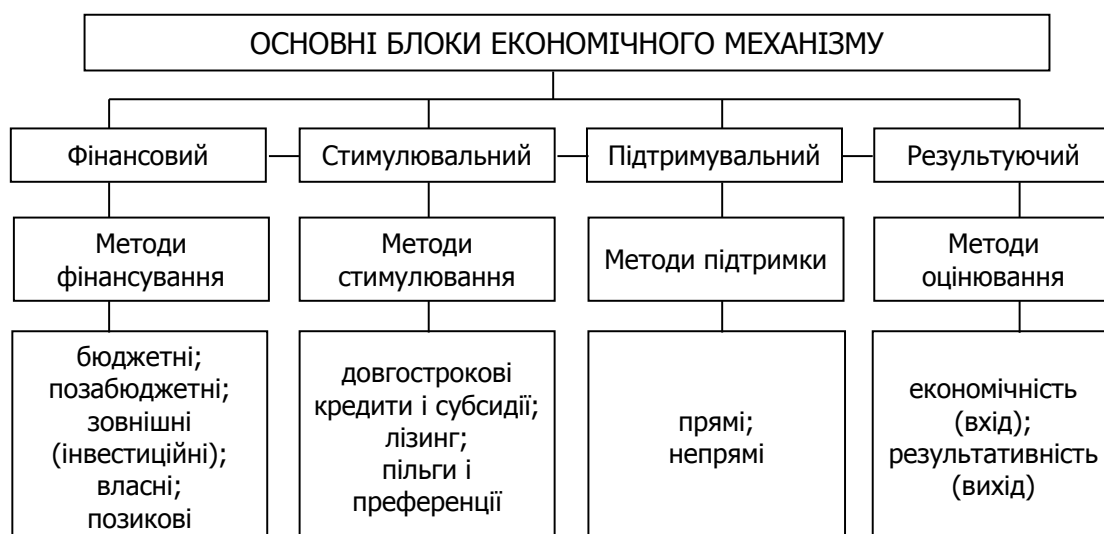 ОСНОВНІ БЛОКИ ЕКОНОМІЧНОГО МЕХАНІЗМУ
Фінансовий
Стимулювальний
Підтримувальний
Результуючий
Методи
фінансування
Методи
стимулювання
Методи підтримки
Методи
оцінювання
бюджетні;
позабюджетні;
зовнішні
(інвестиційні);
власні;
позикові
довгострокові
кредити і субсидії;
лізинг;
пільги і
преференції
прямі;
непрямі
економічність
(вхід);
результативність
(вихід)